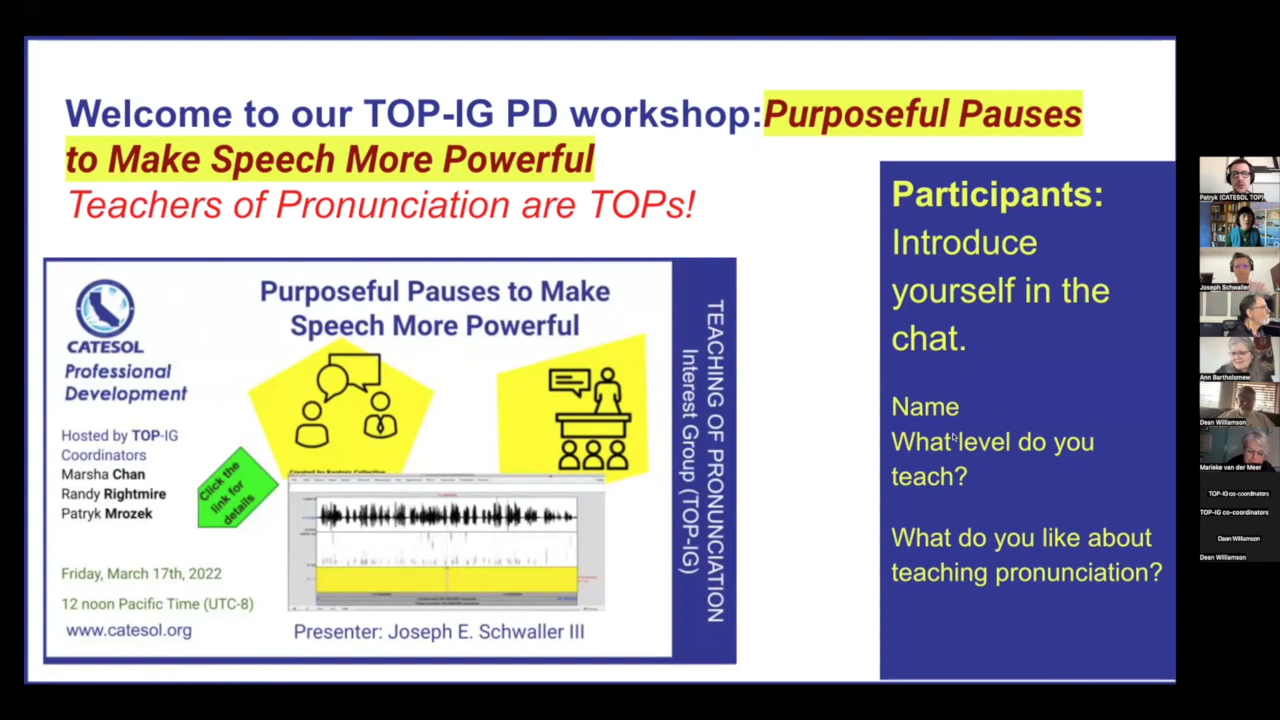 Welcome to our TOP-IG PD workshop:Purposeful Pauses
to Make Speech More Powerful
Teachers of Pronunciation are TOPs!
CATESOL
Professional
Development
Hosted by TOP-IG
Coordinators
Marsha Chan
Randy Rightmire
Patryk Mrozek
Click the
link for
details
Friday, March 17th, 2022
12 noon Pacific Time (UTC-8)
www.catesol.org
Purposeful Pauses to Make
Speech More Powerful
Presenter: Joseph E. Schwaller III
TEACHING OF PRONUNCIATION
Interest Group (TOP-IG)
Participants:
Introduce
yourself in the
chat.
Name
What level do you
teach?
What do you like about
teaching pronunciation?
Patryk (CATESOL TOP)
Joseph Schwaller
Ann Bartholomew
Dean Williamson
Marieke van der Meer
TOP-IG co-coordinators
TOP-IG co-coordinators
Dean Williamson
Dean Williamson